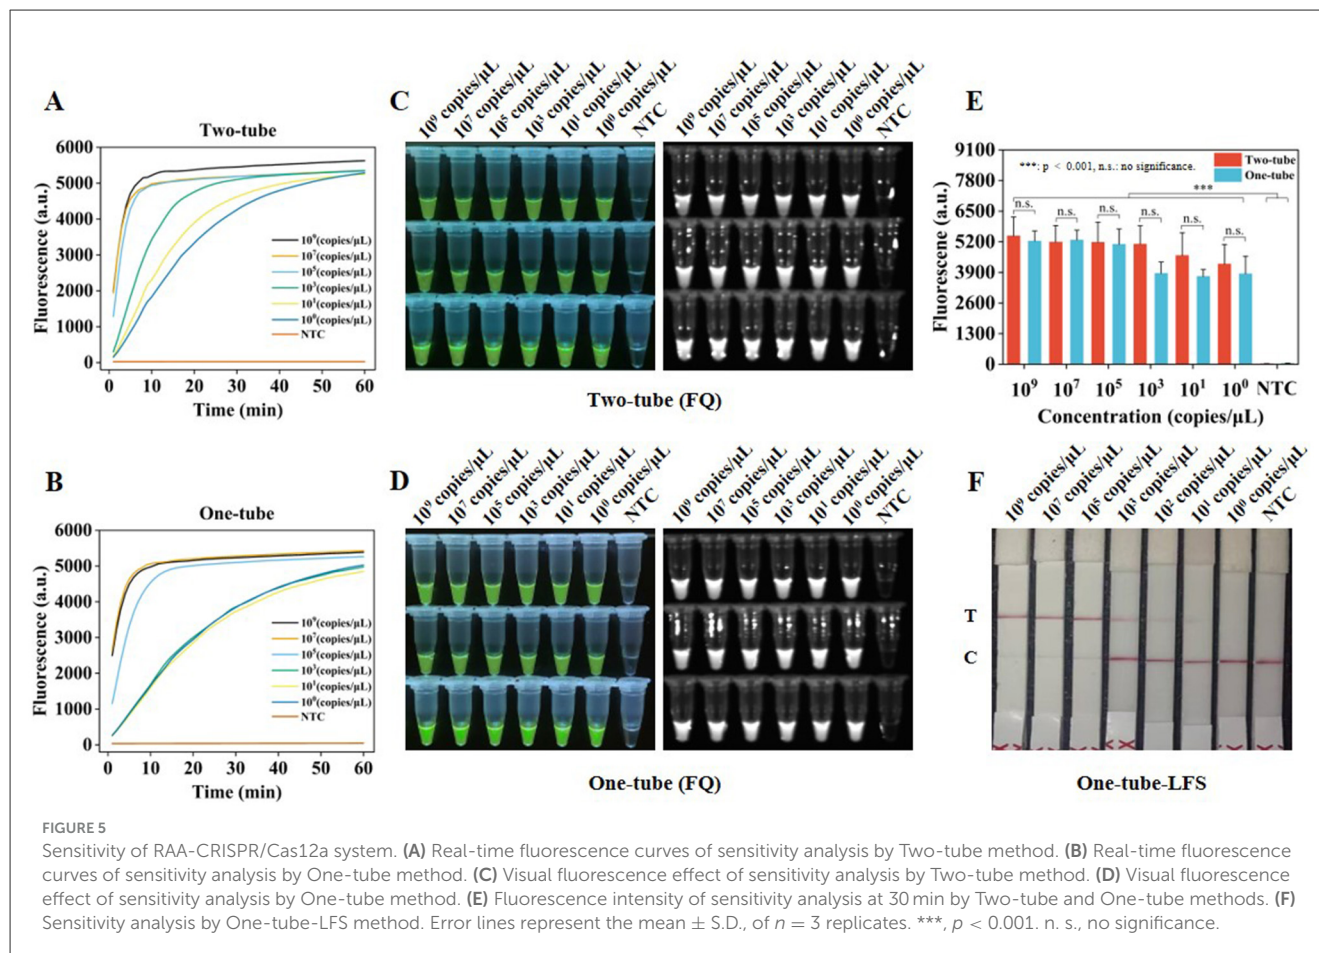 A
Two-tube
Fluorescence (a.u.)
6000
5000
4000
3000
2000
1000
0
10⁹(copies/μL)
10⁷(copies/μL)
10⁵(copies/μL)
10³(copies/μL)
10¹(copies/μL)
10⁰(copies/μL)
NTC
0 10 20 30 40 50 60
Time (min)
C
10⁹ copies/μL
10⁷ copies/μL
10⁵ copies/μL
10³ copies/μL
10¹ copies/μL
10⁰ copies/μL
NTC
10⁹ copies/μL
10⁷ copies/μL
10⁵ copies/μL
10³ copies/μL
10¹ copies/μL
10⁰ copies/μL
NTC
Two-tube (FQ)
E
Fluorescene (a.u.)
9100
7800
6500
5200
3900
2600
1300
0
***: p < 0.001, n.s.: no significance.
Two-tube
One-tube
***
n.s. n.s. n.s. n.s. n.s. n.s.
10⁹ 10⁷ 10⁵ 10³ 10¹ 10⁰ NTC
Concentration (copies/μL)
B
One-tube
Fluorescence (a.u.)
6000
5000
4000
3000
2000
1000
0
10⁹(copies/μL)
10⁷(copies/μL)
10⁵(copies/μL)
10³(copies/μL)
10¹(copies/μL)
10⁰(copies/μL)
NTC
0 10 20 30 40 50 60
Time (min)
D
10⁹ copies/μL
10⁷ copies/μL
10⁵ copies/μL
10³ copies/μL
10¹ copies/μL
10⁰ copies/μL
NTC
10⁹ copies/μL
10⁷ copies/μL
10⁵ copies/μL
10³ copies/μL
10¹ copies/μL
10⁰ copies/μL
NTC
One-tube (FQ)
F
10⁹ copies/μL
10⁷ copies/μL
10⁵ copies/μL
10³ copies/μL
10² copies/μL
10¹ copies/μL
10⁰ copies/μL
NTC
T
C
One-tube-LFS
FIGURE 5
Sensitivity of RAA-CRISPR/Cas12a system. (A) Real-time fluorescence curves of sensitivity analysis by Two-tube method. (B) Real-time fluorescence
curves of sensitivity analysis by One-tube method. (C) Visual fluorescence effect of sensitivity analysis by Two-tube method. (D) Visual fluorescence
effect of sensitivity analysis by One-tube method. (E) Fluorescence intensity of sensitivity analysis at 30 min by Two-tube and One-tube methods. (F)
Sensitivity analysis by One-tube-LFS method. Error lines represent the mean ± S.D., of n = 3 replicates. ***, p < 0.001. n. s., no significance.